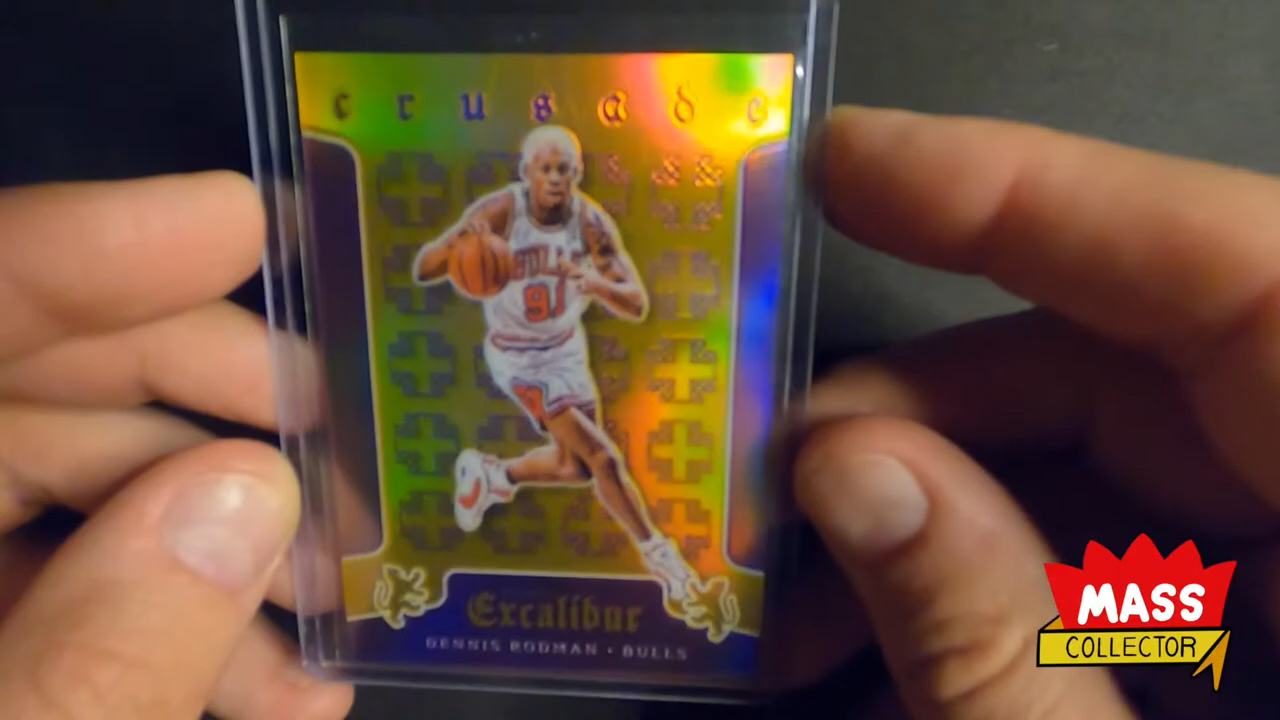 crusade
BULLS
91
Excalibur
DENNIS RODMAN • BULLS
MASS
COLLECTOR